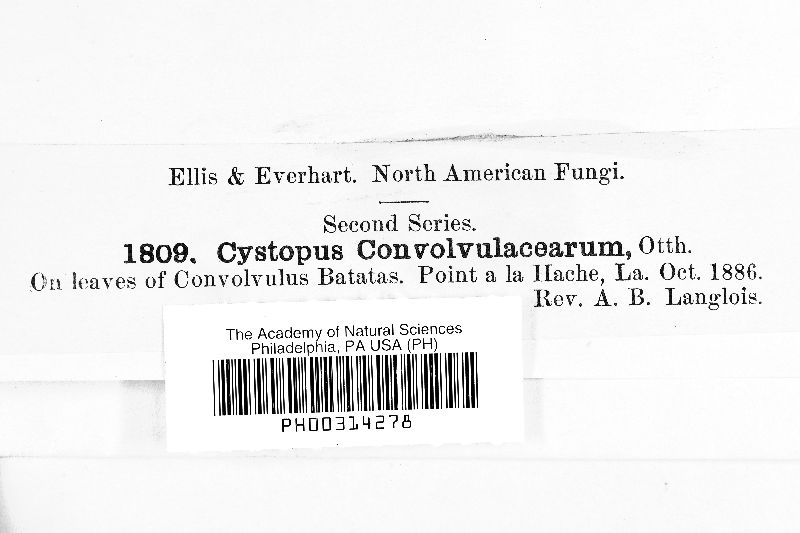 Ellis & Everhart. North American Fungi.
Second Series.
1809. Cystopus Convolvulacearum, Otth.
On leaves of Convolvulus Batatas. Point a la Hache, La. Oct. 1886.
Rev. A. B. Langlois.
The Academy of Natural Sciences
Philadelphia, PA USA (PH)
PH00314278